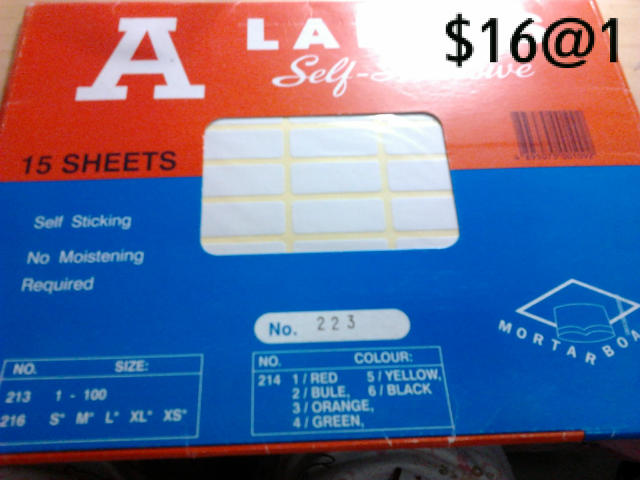 $16@1
A LA
Self-
15 SHEETS
Self Sticking
No Moistening
Required
No. 223
MORTARBOA
NO. SIZE:
213 1 - 100
216 S" M" L" XL" XS"
NO. COLOUR:
214 1/RED 5/YELLOW,
2/BULE, 6/BLACK
3/ORANGE,
4/GREEN,